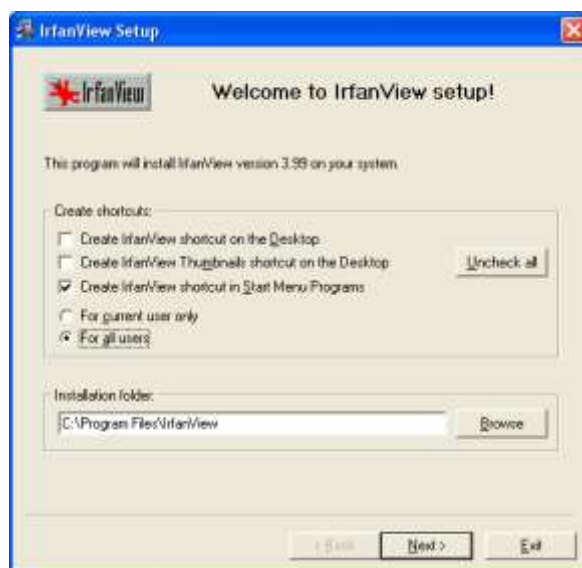 IrfanView Setup
IrfanView
Welcome to IrfanView setup!
This program will install IrfanView version 3.99 on your system.
Create shortcuts:
Create IrfanView shortcut on the Desktop
Create IrfanView Thumbnails shortcut on the Desktop
Uncheck all
Create IrfanView shortcut in Start Menu Programs
For current user only
For all users
Installation folder:
C:\Program Files\IrfanView
Browse
< Back
Next >
Exit